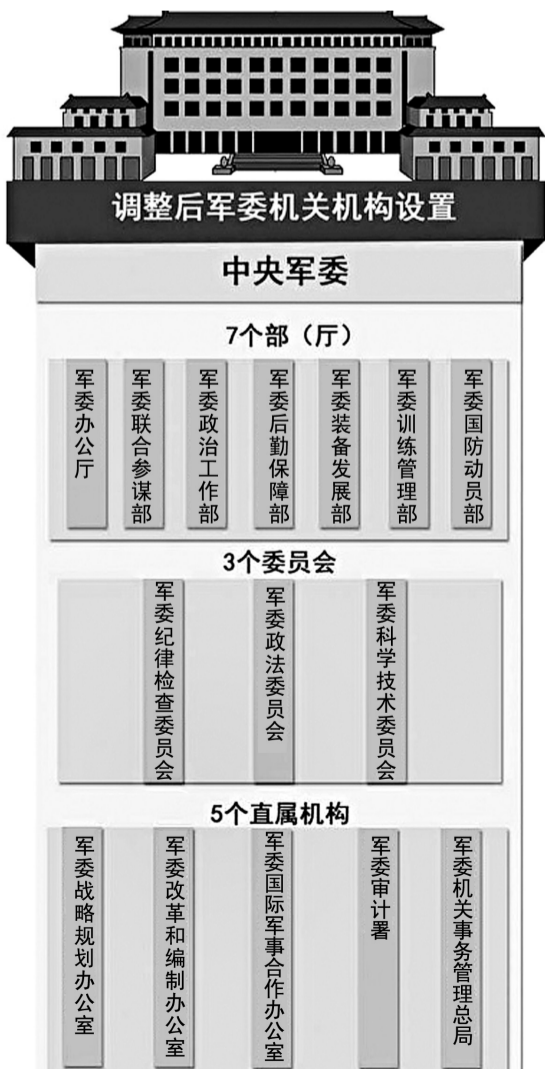 调整后军委机关机构设置
中央军委
7个部（厅）
军委办公厅
军委联合参谋部
军委政治工作部
军委后勤保障部
军委装备发展部
军委训练管理部
军委国防动员部
3个委员会
军委纪律检查委员会
军委政法委员会
军委科学技术委员会
5个直属机构
军委战略规划办公室
军委改革和编制办公室
军委国际军事合作办公室
军委审计署
军委机关事务管理总局